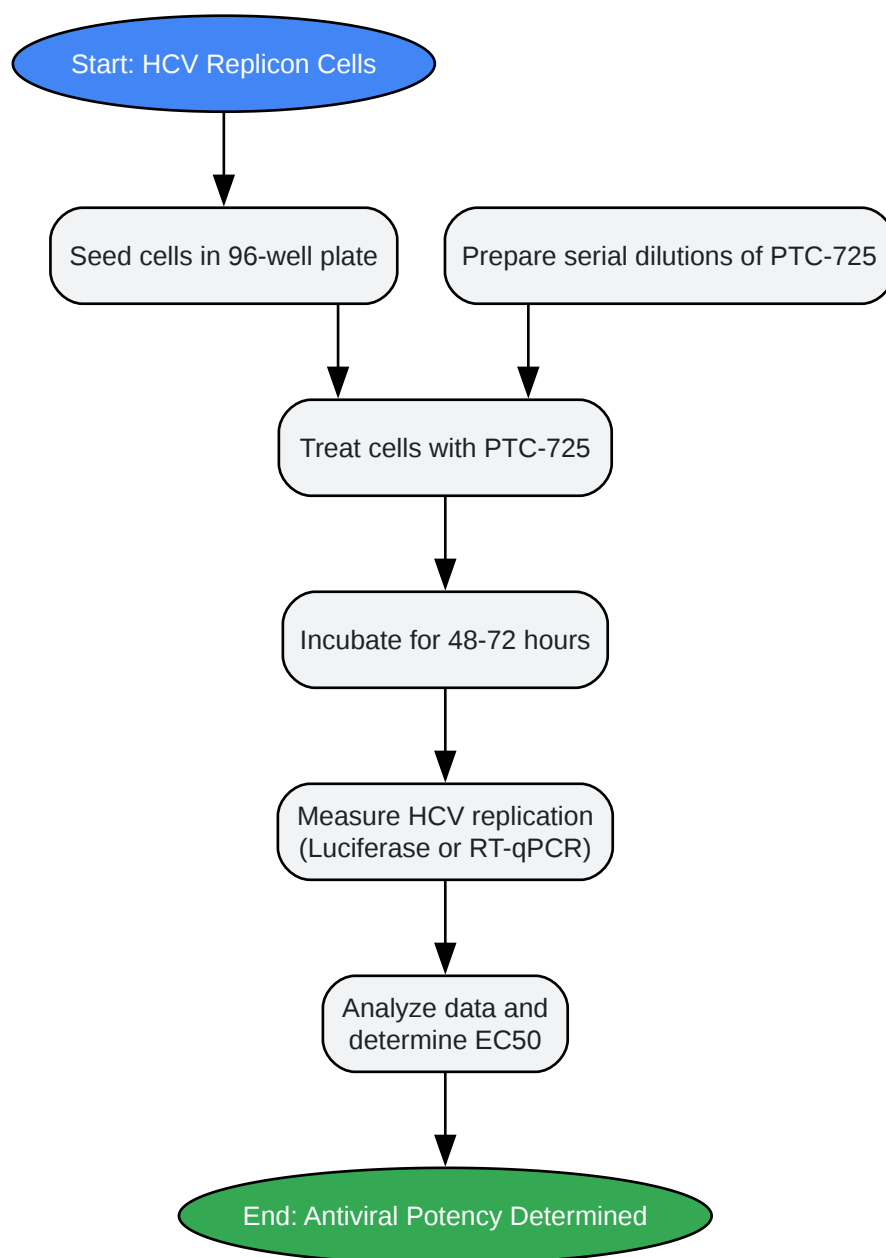 Start: HCV Replicon Cells
Seed cells in 96-well plate
Prepare serial dilutions of PTC-725
Treat cells with PTC-725
Incubate for 48-72 hours
Measure HCV replication
(Luciferase or RT-qPCR)
Analyze data and
determine EC50
End: Antiviral Potency Determined